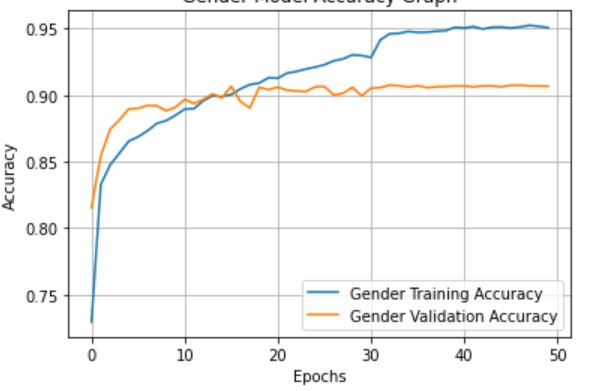 Gender Model Accuracy Graph
0.95
0.90
0.85
0.80
0.75
Accuracy
0
10
20
30
40
50
Epochs
Gender Training Accuracy
Gender Validation Accuracy